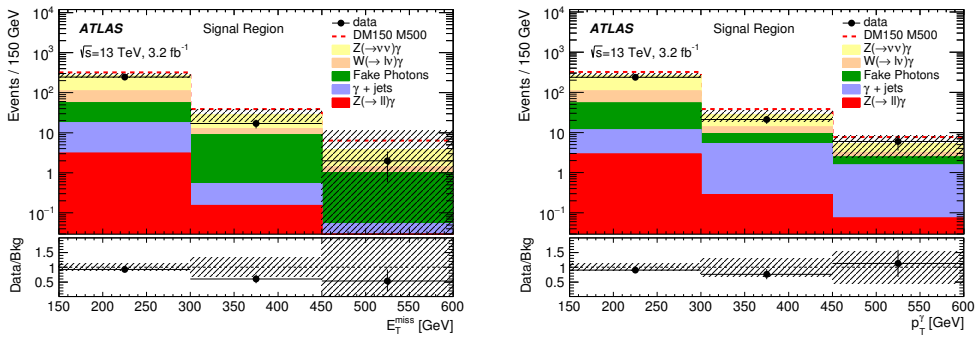 Events / 150 GeV
10⁴
10³
10²
10
1
10⁻¹
ATLAS
Signal Region
√s=13 TeV, 3.2 fb⁻¹
data
DM150 M500
Z(→νν)γ
W(→ lν)γ
Fake Photons
γ + jets
Z(→ ll)γ
Data/Bkg
1.5
1
0.5
150 200 250 300 350 400 450 500 550 600
E_T^miss [GeV]
Events / 150 GeV
10⁴
10³
10²
10
1
10⁻¹
ATLAS
Signal Region
√s=13 TeV, 3.2 fb⁻¹
data
DM150 M500
Z(→νν)γ
W(→ lν)γ
Fake Photons
γ + jets
Z(→ ll)γ
Data/Bkg
1.5
1
0.5
150 200 250 300 350 400 450 500 550 600
p_T^γ [GeV]